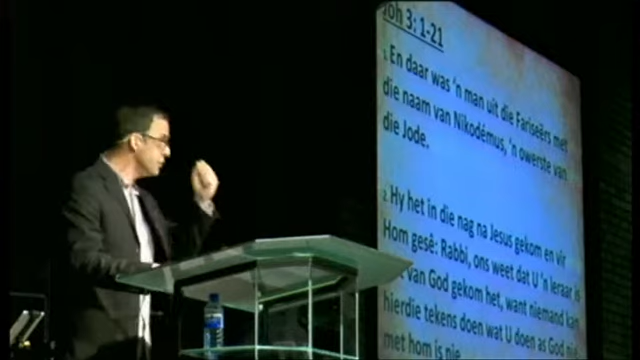 Joh 3: 1-21
1. En daar was 'n man uit die Fariseërs met
die naam van Nikodémus, 'n owerste van
die Jode.
2. Hy het in die nag na Jesus gekom en vir
Hom gesê: Rabbi, ons weet dat U 'n leraar is
van God gekom het, want niemand kan
hierdie tekens doen wat U doen as God nie
met hom is nie